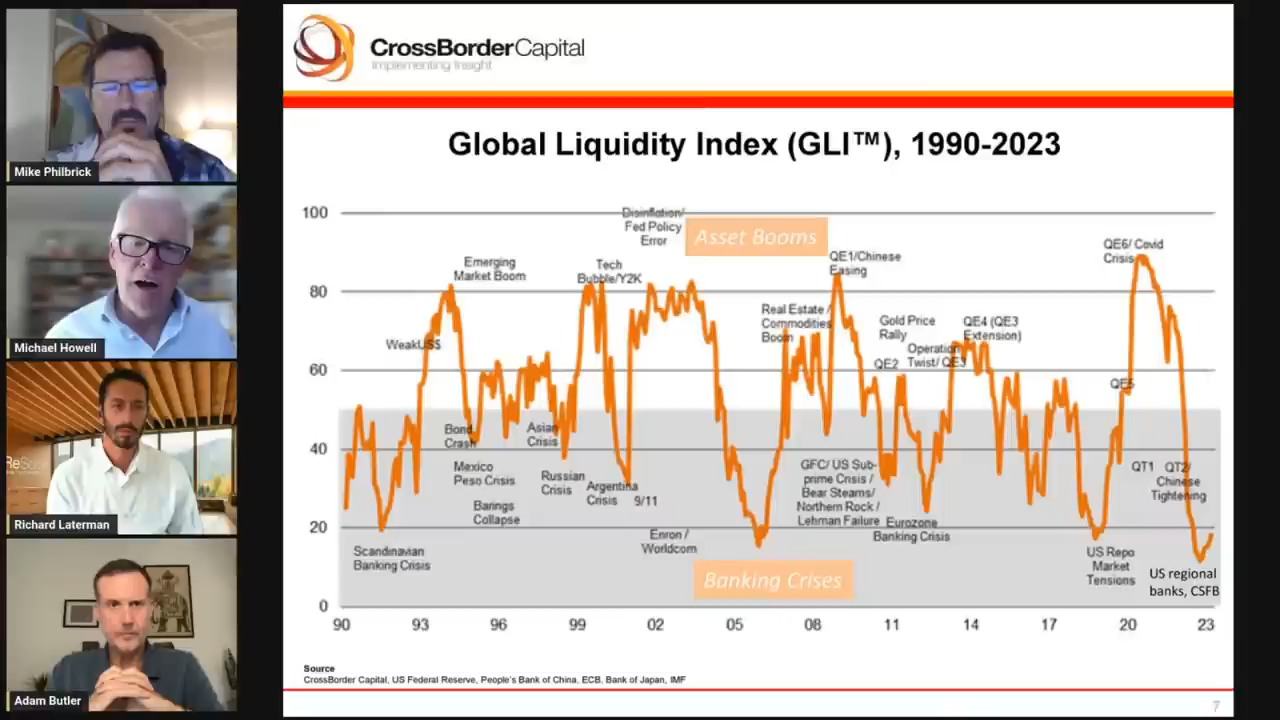 Mike Philbrick
Michael Howell
ReSo
Richard Laterman
Adam Butler
CrossBorderCapital
Implementing Insight
Global Liquidity Index (GLI™), 1990-2023
100
80
60
40
20
0
90
93
96
99
02
05
08
11
14
17
20
23
Asset Booms
Banking Crises
Disinflation/
Fed Policy
Error
Emerging
Market Boom
Tech
Bubble/Y2K
QE1/Chinese
Easing
QE6/ Covid
Crisis
Weak US$
Real Estate /
Commodities
Boom
Gold Price
Rally
QE4 (QE3
Extension)
Operation
Twist/ QE3
QE2
QE5
Bond
Crash
Asian
Crisis
Mexico
Peso Crisis
Russian
Crisis
Argentina
Crisis
9/11
Barings
Collapse
GFC/ US Sub-
prime Crisis /
Bear Stearns/
Northern Rock /
Lehman Failure
Eurozone
Banking Crisis
QT1
QT2/
Chinese
Tightening
Scandinavian
Banking Crisis
Enron /
Worldcom
US Repo
Market
Tensions
US regional
banks, CSFB
Source
CrossBorder Capital, US Federal Reserve, People's Bank of China, ECB, Bank of Japan, IMF
7